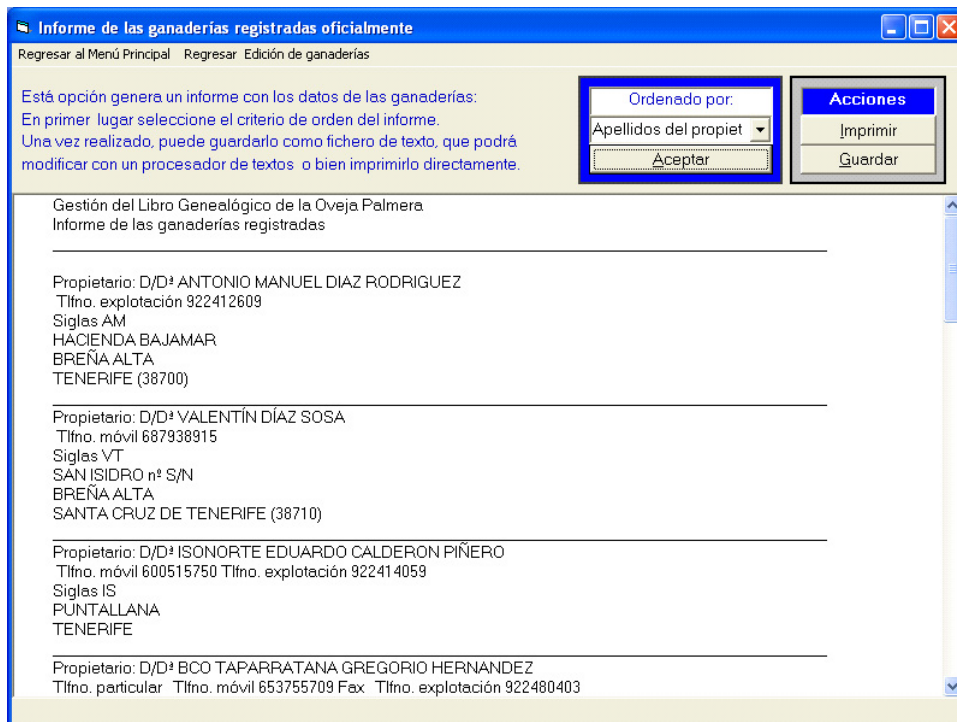 Informe de las ganaderías registradas oficialmente
Regresar al Menú Principal Regresar Edición de ganaderías
Está opción genera un informe con los datos de las ganaderías:
En primer lugar seleccione el criterio de orden del informe.
Una vez realizado, puede guardarlo como fichero de texto, que podrá
modificar con un procesador de textos o bien imprimirlo directamente.
Ordenado por:
Apellidos del propiet
Aceptar
Acciones
Imprimir
Guardar
Gestión del Libro Genealógico de la Oveja Palmera
Informe de las ganaderías registradas
Propietario: D/Dª ANTONIO MANUEL DIAZ RODRIGUEZ
Tlfno. explotación 922412609
Siglas AM
HACIENDA BAJAMAR
BREÑA ALTA
TENERIFE (38700)
Propietario: D/Dª VALENTÍN DÍAZ SOSA
Tlfno. móvil 687938915
Siglas VT
SAN ISIDRO nº S/N
BREÑA ALTA
SANTA CRUZ DE TENERIFE (38710)
Propietario: D/Dª ISONORTE EDUARDO CALDERON PIÑERO
Tlfno. móvil 600515750 Tlfno. explotación 922414059
Siglas IS
PUNTALLANA
TENERIFE
Propietario: D/Dª BCO TAPARRATANA GREGORIO HERNANDEZ
Tlfno. particular Tlfno. móvil 653755709 Fax Tlfno. explotación 922480403